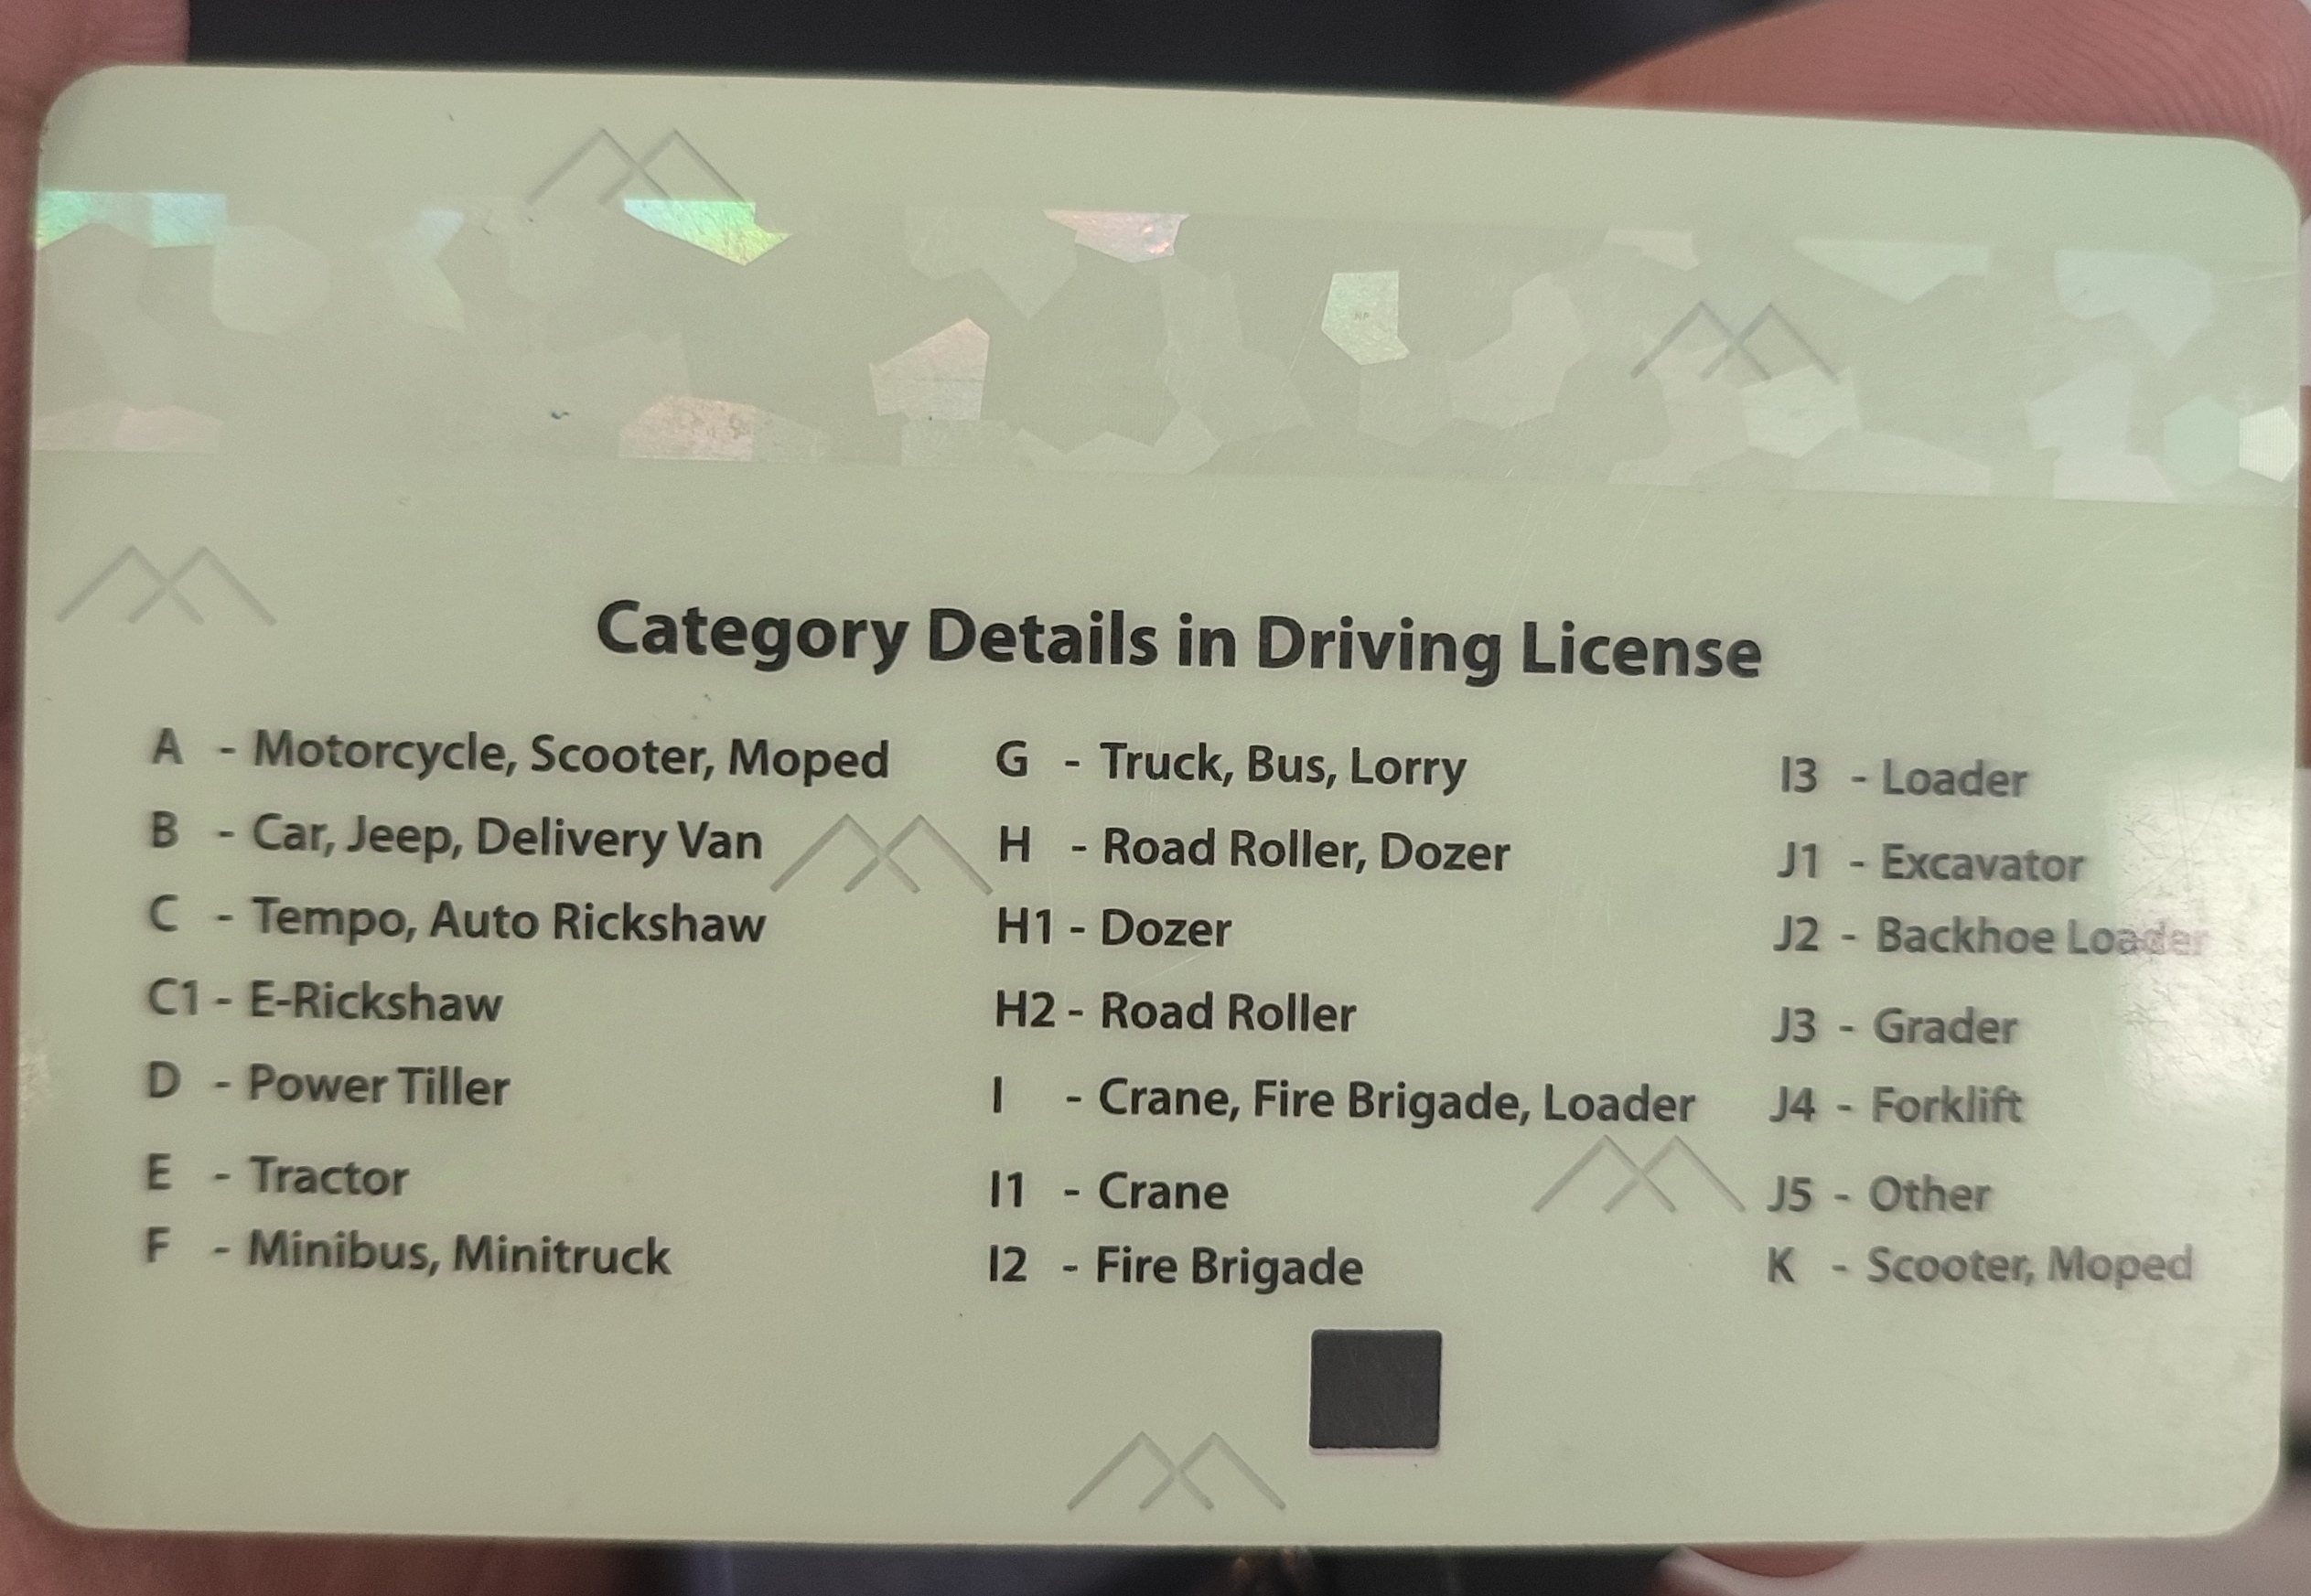 Category Details in Driving License
A - Motorcycle, Scooter, Moped
B - Car, Jeep, Delivery Van
C - Tempo, Auto Rickshaw
C1 - E-Rickshaw
D - Power Tiller
E - Tractor
F - Minibus, Minitruck
G - Truck, Bus, Lorry
H - Road Roller, Dozer
H1 - Dozer
H2 - Road Roller
I - Crane, Fire Brigade, Loader
I1 - Crane
I2 - Fire Brigade
I3 - Loader
J1 - Excavator
J2 - Backhoe Loader
J3 - Grader
J4 - Forklift
J5 - Other
K - Scooter, Moped